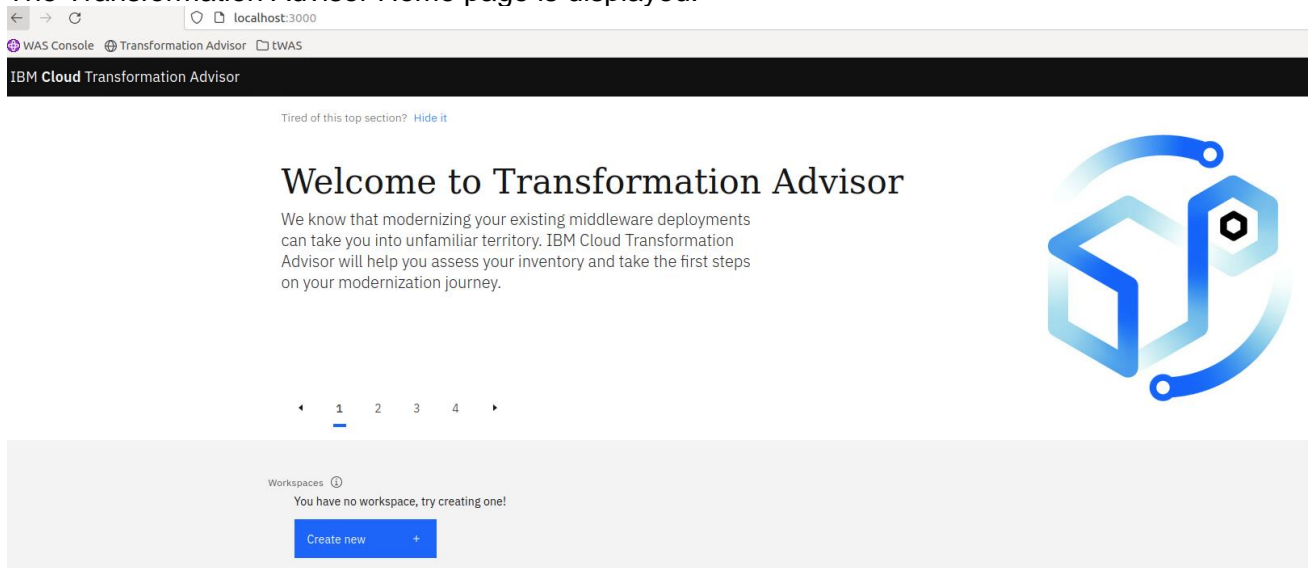 The Transformation Advisor Home page is displayed.
localhost:3000
WAS Console Transformation Advisor tWAS
IBM Cloud Transformation Advisor
Tired of this top section? Hide it
Welcome to Transformation Advisor
We know that modernizing your existing middleware deployments
can take you into unfamiliar territory. IBM Cloud Transformation
Advisor will help you assess your inventory and take the first steps
on your modernization journey.
1 2 3 4
Workspaces
You have no workspace, try creating one!
Create new +